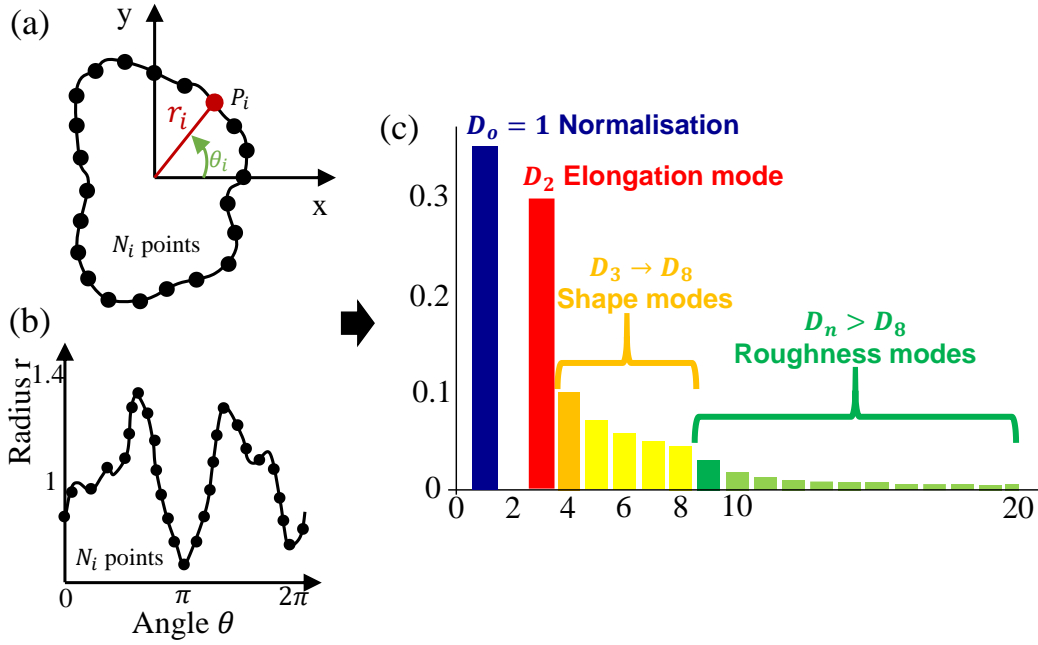 (a)
y
P_i
r_i
θ_i
x
N_i points
(b)
Radius r
1.4
1
N_i points
0
π
2π
Angle θ
(c)
D_o = 1 Normalisation
D_2 Elongation mode
D_3 → D_8
Shape modes
D_n > D_8
Roughness modes
0.3
0.2
0.1
0
0 2 4 6 8 10 20